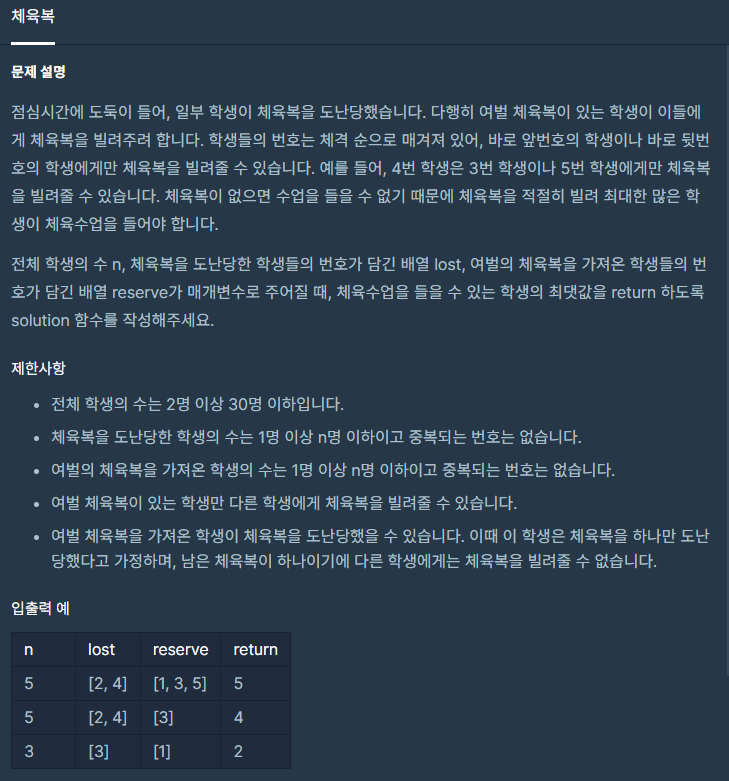 체육복
문제 설명
점심시간에 도둑이 들어, 일부 학생이 체육복을 도난당했습니다. 다행히 여벌 체육복이 있는 학생이 이들에
게 체육복을 빌려주려 합니다. 학생들의 번호는 체격 순으로 매겨져 있어, 바로 앞번호의 학생이나 바로 뒷번
호의 학생에게만 체육복을 빌려줄 수 있습니다. 예를 들어, 4번 학생은 3번 학생이나 5번 학생에게만 체육복
을 빌려줄 수 있습니다. 체육복이 없으면 수업을 들을 수 없기 때문에 체육복을 적절히 빌려 최대한 많은 학
생이 체육수업을 들어야 합니다.
전체 학생의 수 n, 체육복을 도난당한 학생들의 번호가 담긴 배열 lost, 여벌의 체육복을 가져온 학생들의 번
호가 담긴 배열 reserve가 매개변수로 주어질 때, 체육수업을 들을 수 있는 학생의 최댓값을 return 하도록
solution 함수를 작성해주세요.
제한사항
• 전체 학생의 수는 2명 이상 30명 이하입니다.
• 체육복을 도난당한 학생의 수는 1명 이상 n명 이하이고 중복되는 번호는 없습니다.
• 여벌의 체육복을 가져온 학생의 수는 1명 이상 n명 이하이고 중복되는 번호는 없습니다.
• 여벌 체육복이 있는 학생만 다른 학생에게 체육복을 빌려줄 수 있습니다.
• 여벌 체육복을 가져온 학생이 체육복을 도난당했을 수 있습니다. 이때 이 학생은 체육복을 하나만 도난
당했다고 가정하며, 남은 체육복이 하나이기에 다른 학생에게는 체육복을 빌려줄 수 없습니다.
입출력 예
n lost reserve return
5 [2, 4] [1, 3, 5] 5
5 [2, 4] [3] 4
3 [3] [1] 2